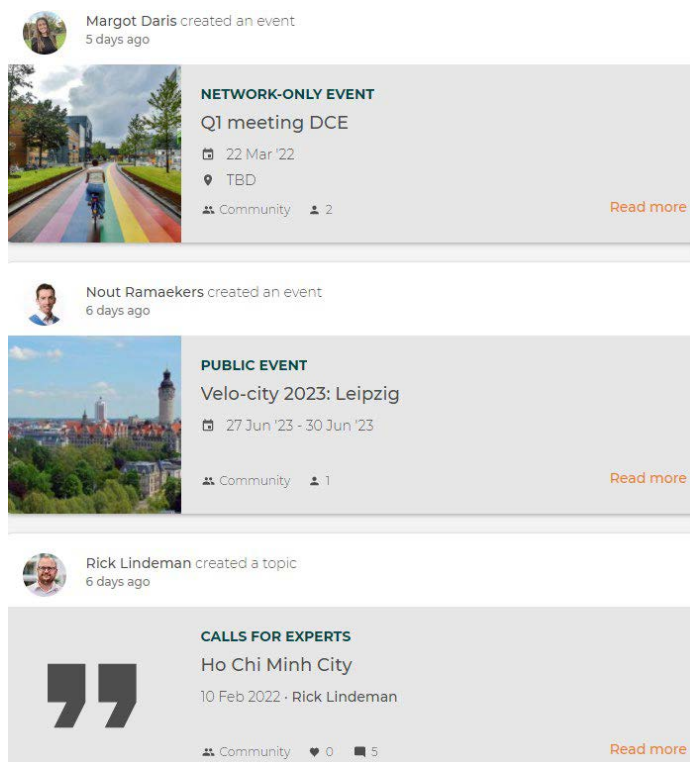 Margot Daris created an event
5 days ago
NETWORK-ONLY EVENT
Q1 meeting DCE
22 Mar '22
TBD
Community 2
Read more
Nout Ramaekers created an event
6 days ago
PUBLIC EVENT
Velo-city 2023: Leipzig
27 Jun '23 - 30 Jun '23
Community 1
Read more
Rick Lindeman created a topic
6 days ago
CALLS FOR EXPERTS
Ho Chi Minh City
10 Feb 2022 · Rick Lindeman
Community 0 5
Read more